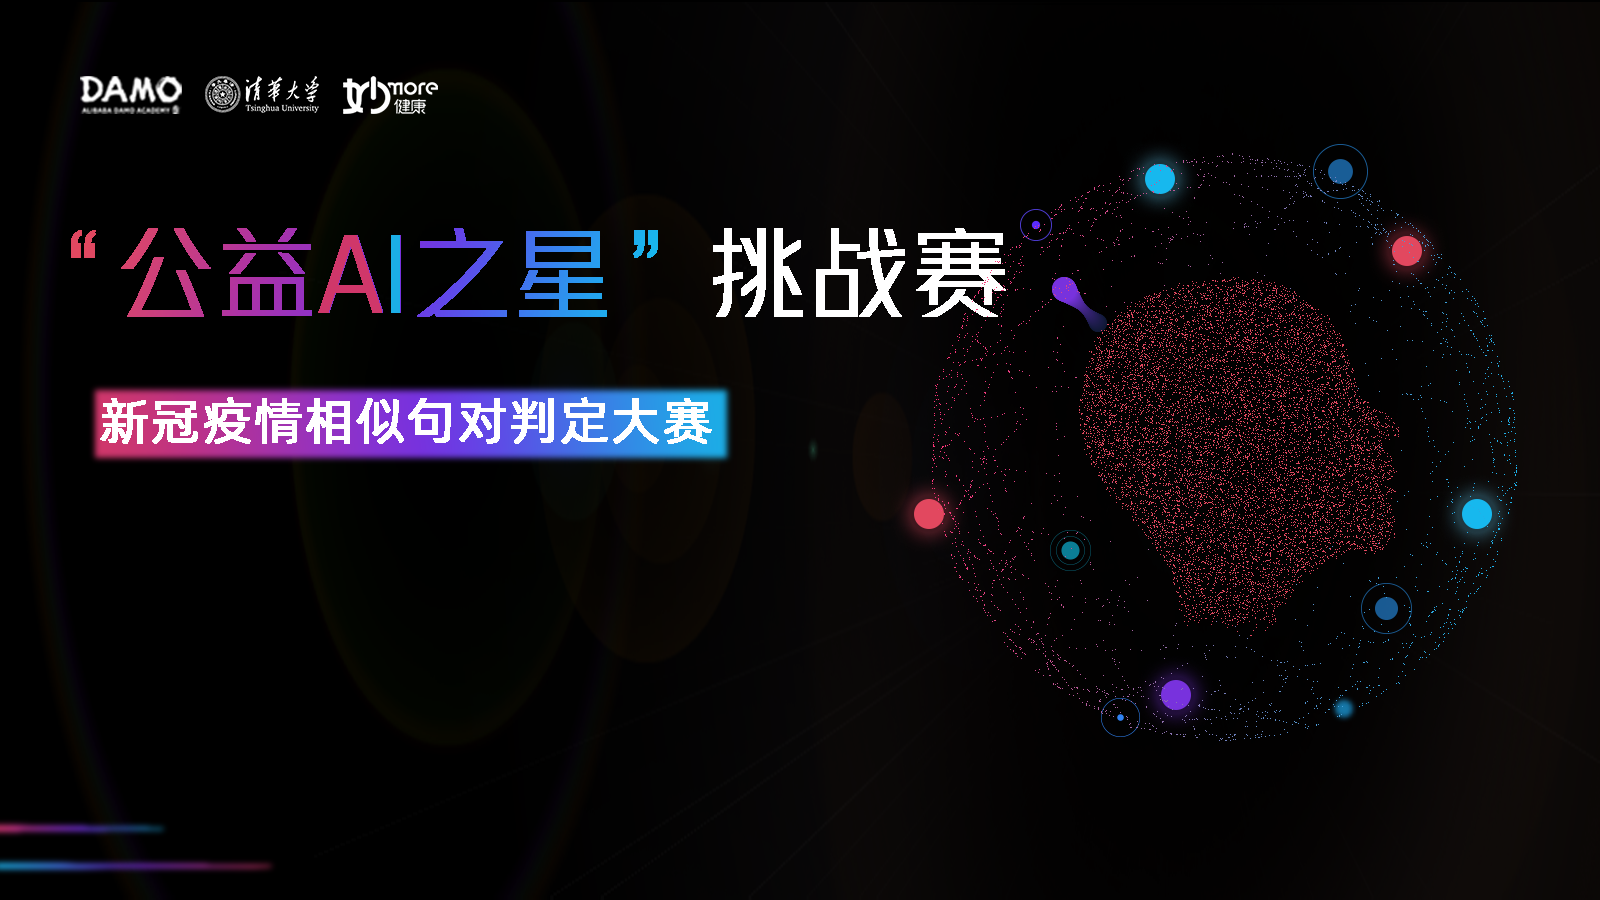 DAMO
ALIBABA DAMO ACADEMY
清华大学
Tsinghua University
妙more
健康
“公益AI之星”挑战赛
新冠疫情相似句对判定大赛